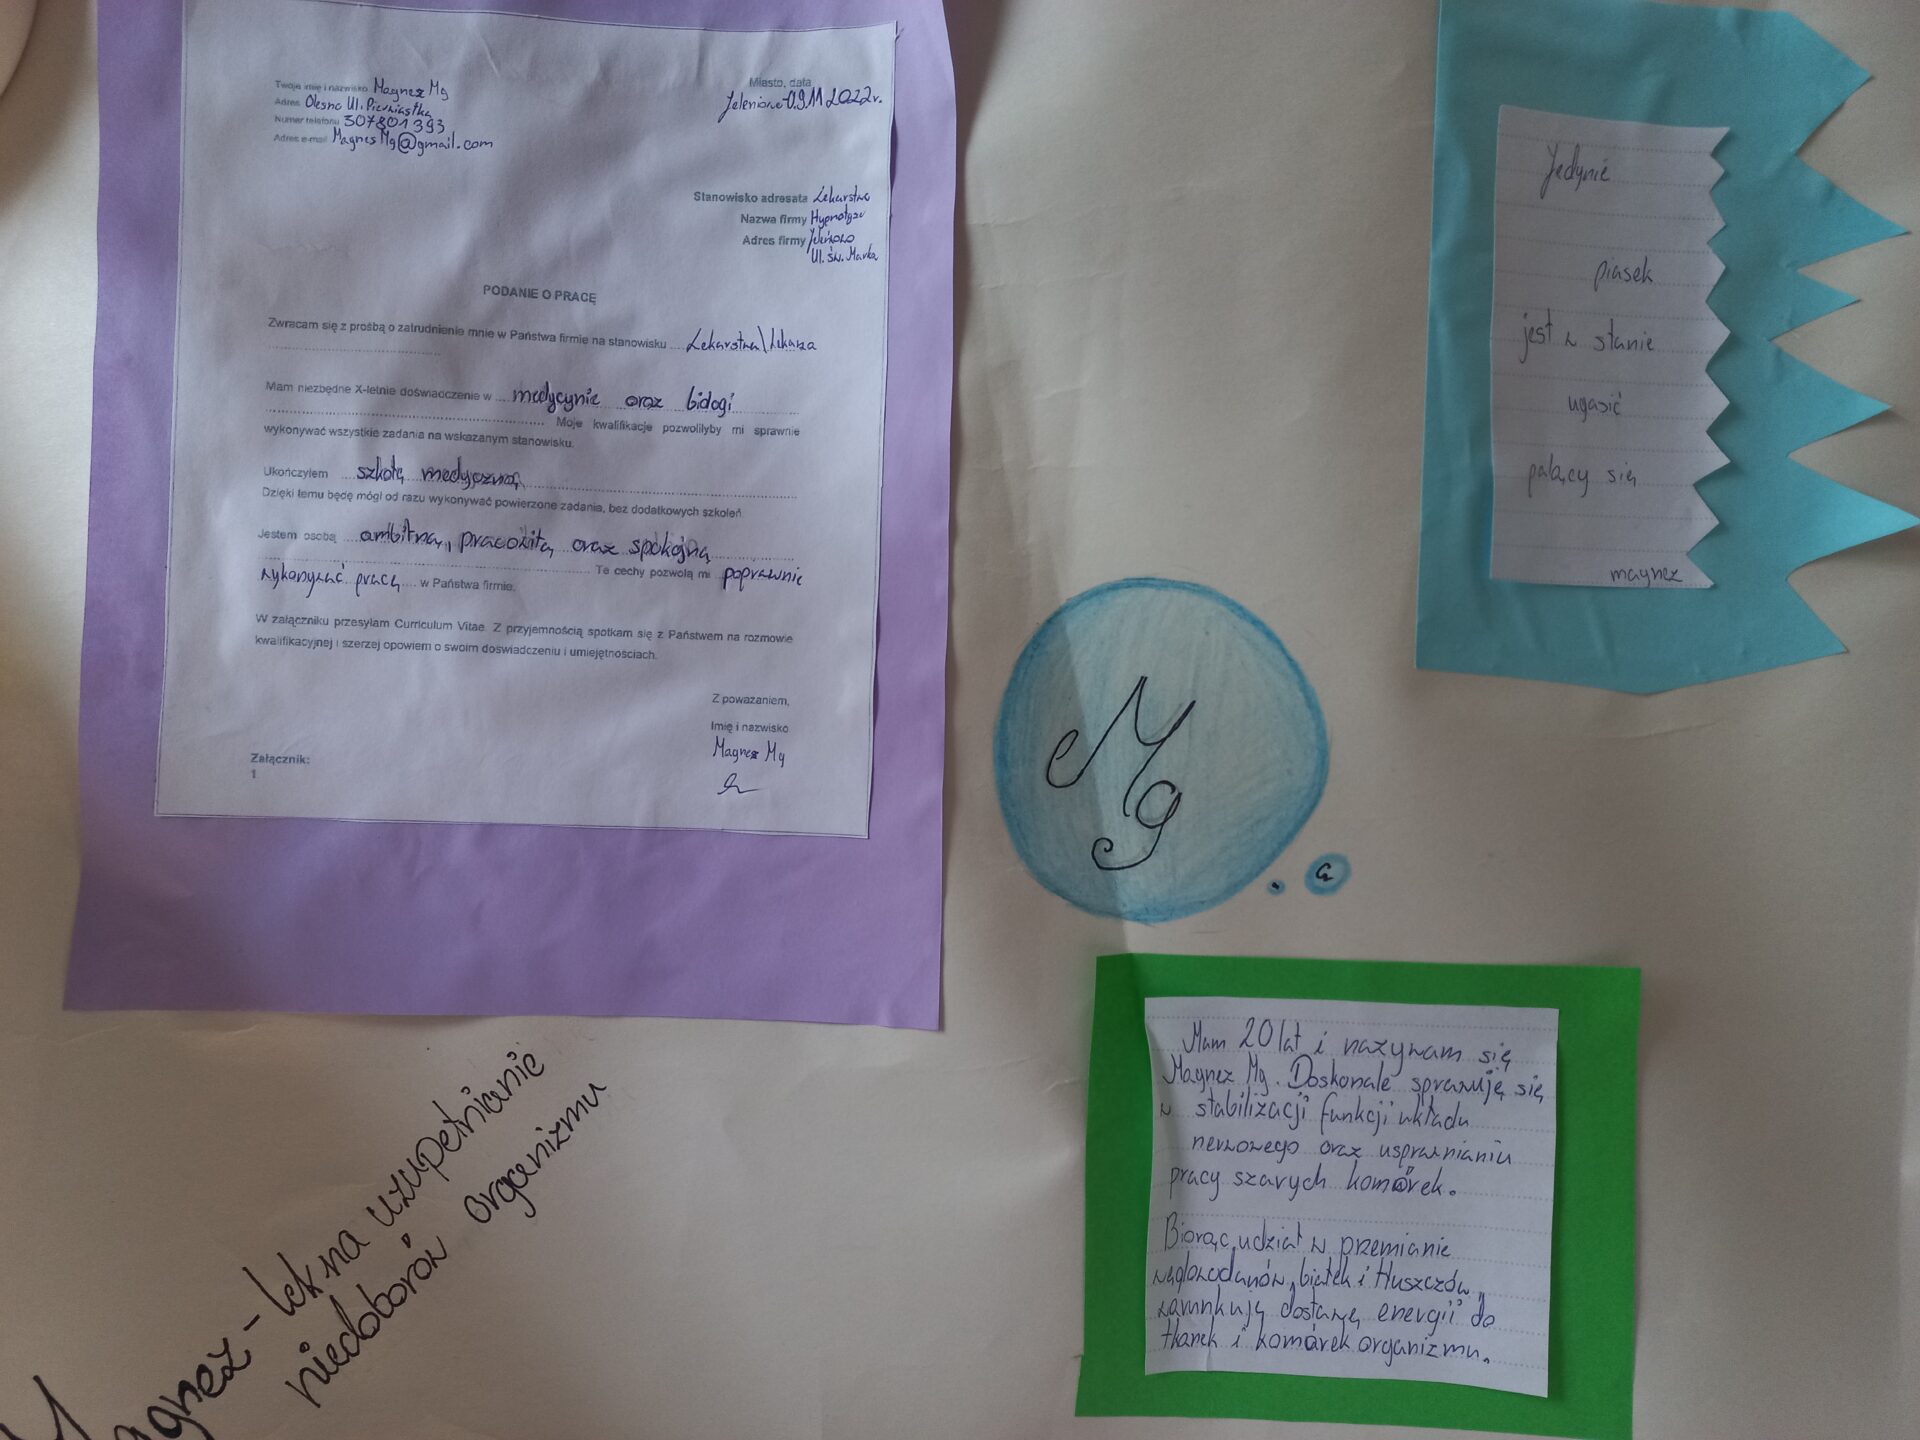 Twoje imię i nazwisko Magnez Mg
Adres Olesno Ul. Pierwiastka
Numer telefonu 307801393
Adres e-mail MagnesMg@gmail.com
Miasto, data
09.11.2022r.
Stanowisko adresata Lekarstwo
Nazwa firmy
Adres firmy
Ul. św. Marka
PODANIE O PRACĘ
Zwracam się z prośbą o zatrudnienie mnie w Państwa firmie na stanowisku .... Lekarstwa\lekarza
Mam niezbędne X-letnie doświadczenie w .... medycynie oraz biologi
Moje kwalifikacje pozwoliłyby mi sprawnie
wykonywać wszystkie zadania na wskazanym stanowisku.
Ukończyłem szkołę medyczną
Dzięki temu będę mógł od razu wykonywać powierzone zadania, bez dodatkowych szkoleń.
Jestem osobą ambitną, pracowitą oraz spokojną
Te cechy pozwolą mi poprawnie
wykonywać pracę .... w Państwa firmie.
W załączniku przesyłam Curriculum Vitae. Z przyjemnością spotkam się z Państwem na rozmowie
kwalifikacyjnej i szerzej opowiem o swoim doświadczeniu i umiejętnościach.
Z poważaniem,
Imię i nazwisko
Magnez Mg
Załącznik:
1
Jedynie
piasek
jest w stanie
ugasić
palący się
magnez
Mg
Mam 20 lat i nazywam się
Magnez Mg. Doskonale sprawuję się
w stabilizacji funkcji układu
nerwowego oraz usprawnianiu
pracy szarych komórek.
Biorąc udział w przemianie
węglowodanów, białek i tłuszczów,
warunkują dostawę energii do
tkanek i komórek organizmu.
Magnez - lek na uzupełnianie
niedoborów organizmu